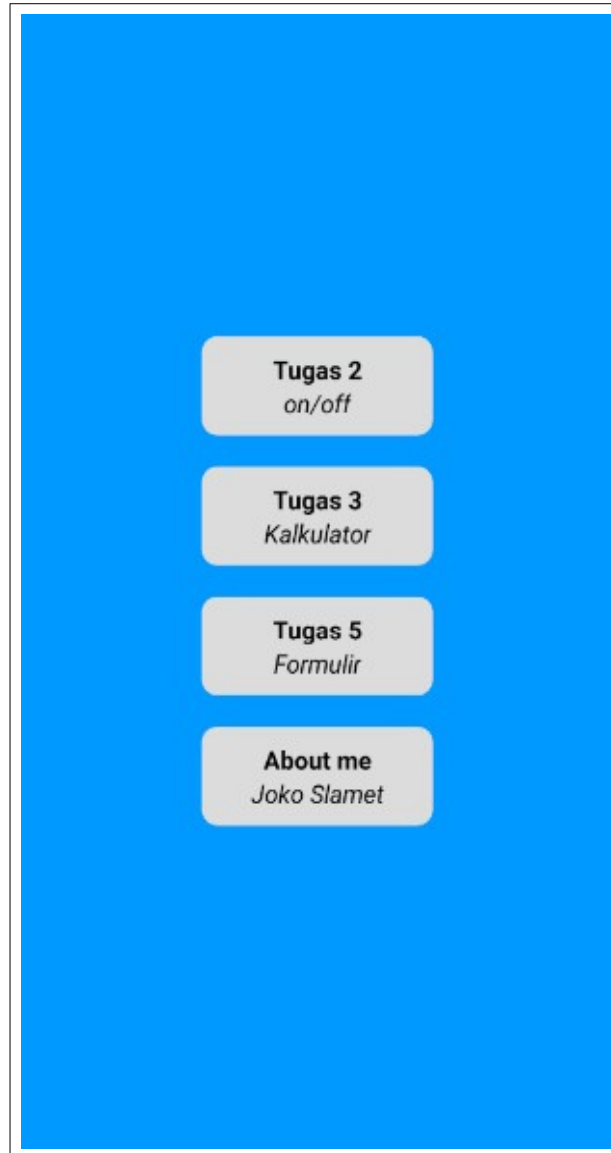 Tugas 2
on/off
Tugas 3
Kalkulator
Tugas 5
Formulir
About me
Joko Slamet